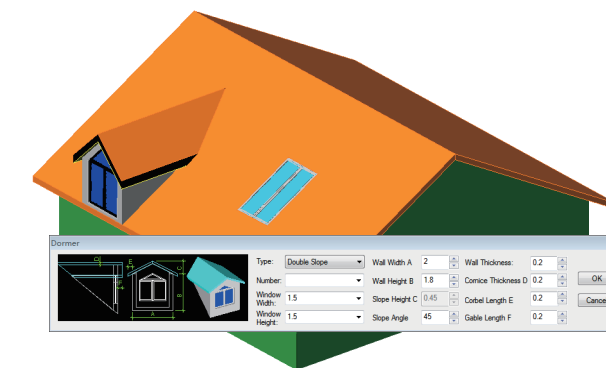 Dormer
Type: Double Slope Wall Width A 2 Wall Thickness: 0.2
Number: Wall Height B 1.8 Cornice Thickness D 0.2 OK
Window Width: 1.5 Slope Height C 0.45 Corbel Length E 0.2 Cance
Window Height: 1.5 Slope Angle 45 Gable Length F 0.2
D
F
E
C
B
A